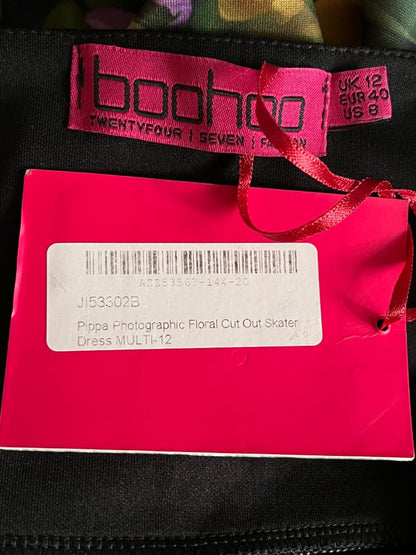 boohoo
TWENTYFOUR | SEVEN | FASHION
UK 12
EUR 40
US 8
JI53302B
Pippa Photographic Floral Cut Out Skater
Dress MULTI-12